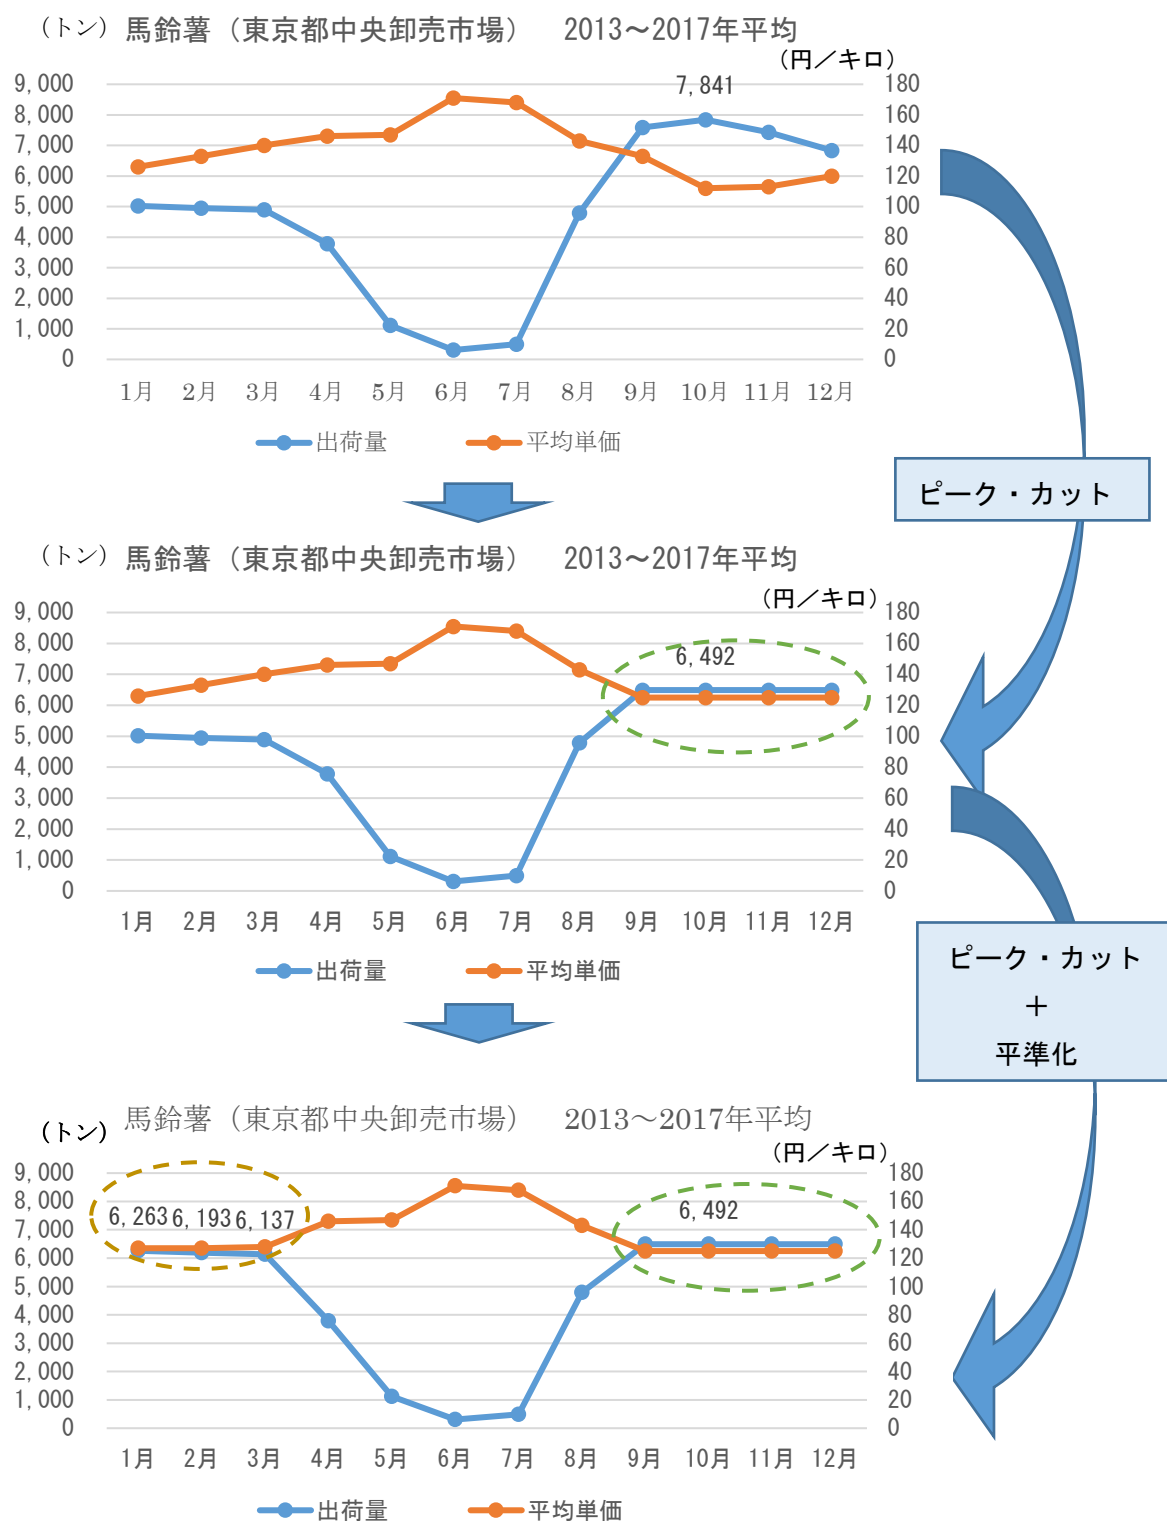 （トン）馬鈴薯（東京都中央卸売市場）　2013～2017年平均
（円／キロ）
9,000 180
8,000 7,841 160
7,000 140
6,000 120
5,000 100
4,000 80
3,000 60
2,000 40
1,000 20
0 0
1月 2月 3月 4月 5月 6月 7月 8月 9月 10月 11月 12月
出荷量 平均単価
ピーク・カット
（トン）馬鈴薯（東京都中央卸売市場）　2013～2017年平均
（円／キロ）
9,000 180
8,000 160
6,492
7,000 140
6,000 120
5,000 100
4,000 80
3,000 60
2,000 40
1,000 20
0 0
1月 2月 3月 4月 5月 6月 7月 8月 9月 10月 11月 12月
出荷量 平均単価
ピーク・カット
＋
平準化
（トン）馬鈴薯（東京都中央卸売市場）　2013～2017年平均
（円／キロ）
9,000 180
8,000 160
6,263 6,193 6,137 6,492
7,000 140
6,000 120
5,000 100
4,000 80
3,000 60
2,000 40
1,000 20
0 0
1月 2月 3月 4月 5月 6月 7月 8月 9月 10月 11月 12月
出荷量 平均単価